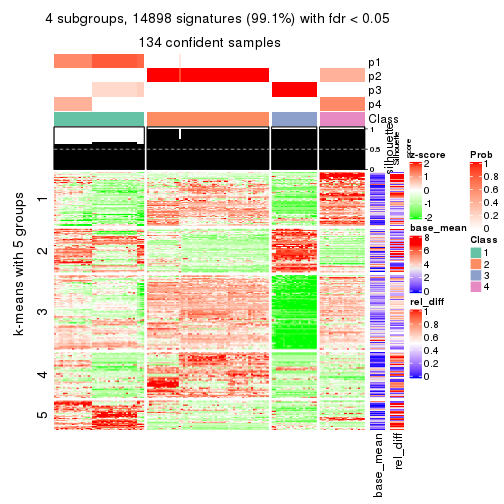 4 subgroups, 14898 signatures (99.1%) with fdr < 0.05
134 confident samples
p1
p2
p3
p4
Class
1
0.5
0
silhouette
Silhouette
k-means with 5 groups
1
2
3
4
5
base_mean
rel_diff
z-score
2
1
0
-1
-2
base_mean
8
6
4
2
0
rel_diff
1
0.8
0.6
0.4
0.2
0
Prob
1
0.8
0.6
0.4
0.2
0
Class
1
2
3
4